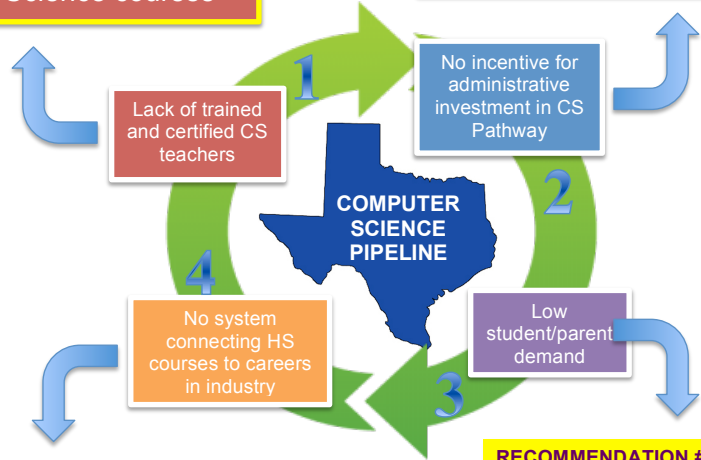 Science courses
1
Lack of trained
and certified CS
teachers
No incentive for
administrative
investment in CS
Pathway
2
COMPUTER
SCIENCE
PIPELINE
4
No system
connecting HS
courses to careers
in industry
Low
student/parent
demand
3
RECOMMENDATION #